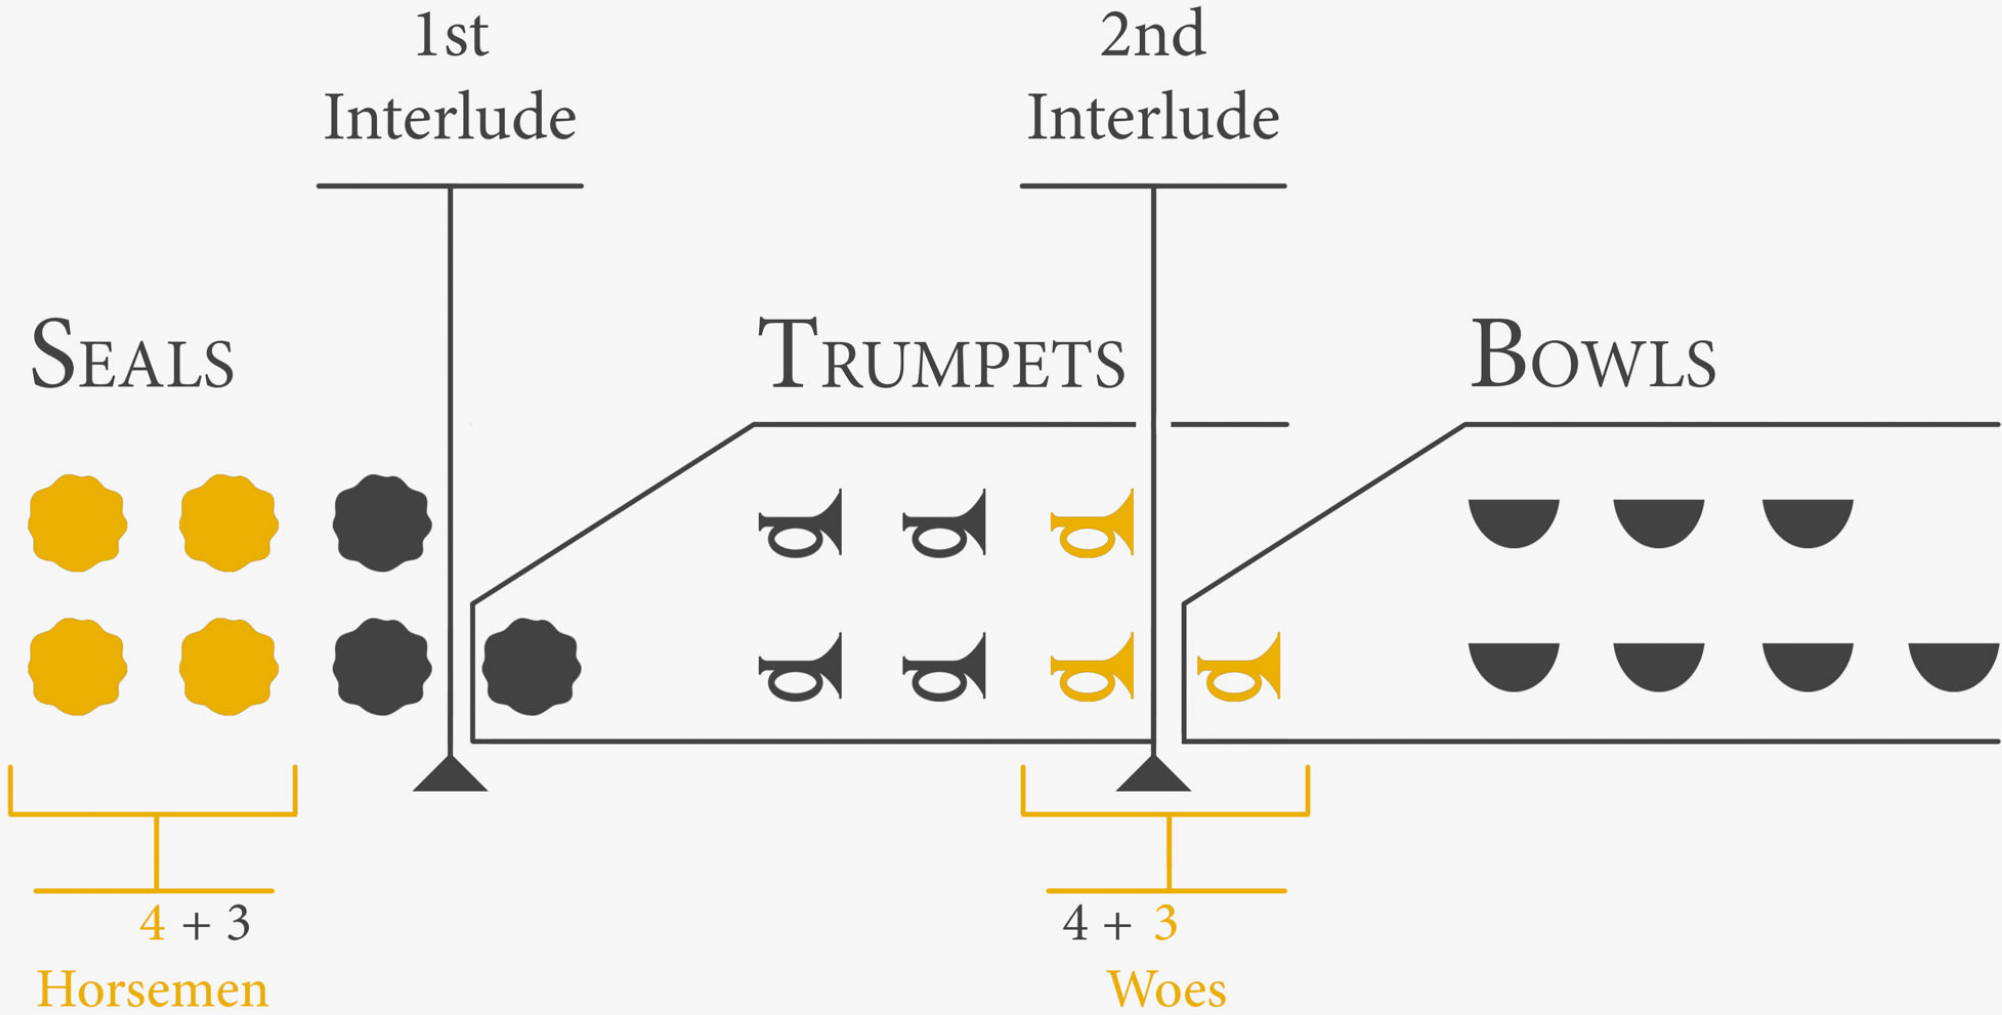 1st
Interlude
2nd
Interlude
SEALS
TRUMPETS
BOWLS
4 + 3
Horsemen
4 + 3
Woes